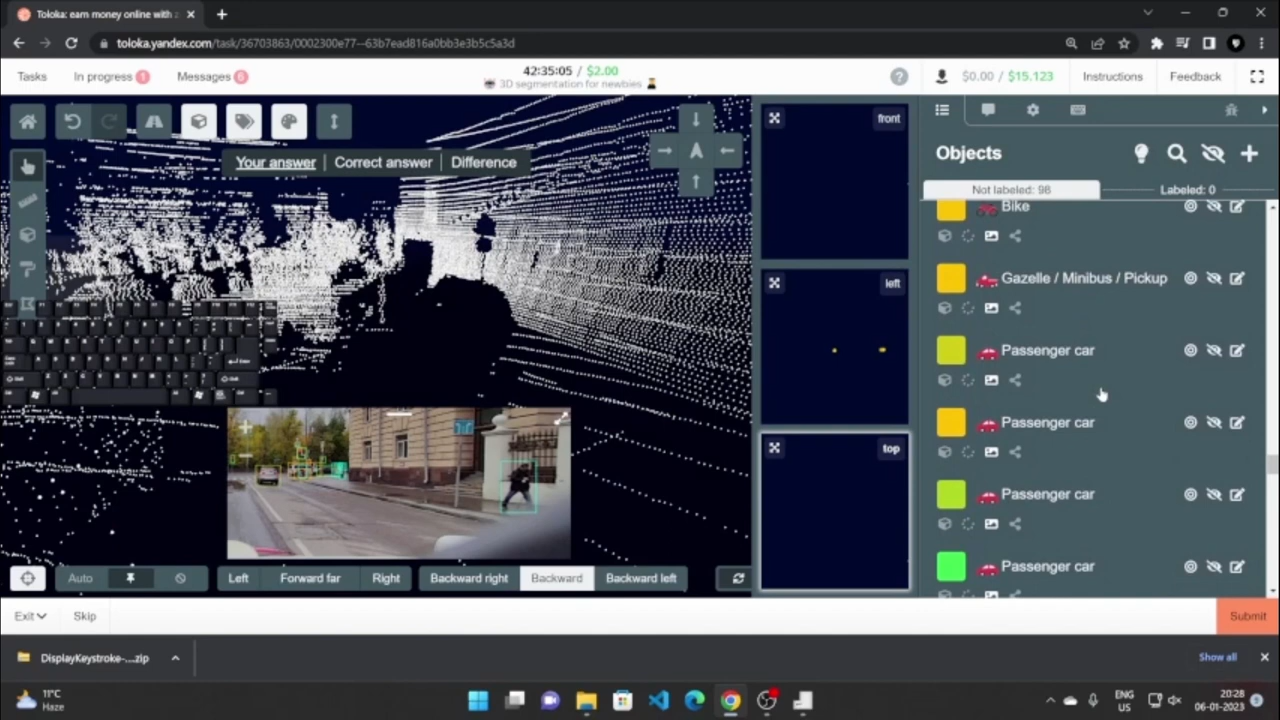 Toloka: earn money online with
toloka.yandex.com/task/36703863/0002300e77--63b7ead816a0bb3e3b5c5a3d
Tasks
In progress 1
Messages 6
42:35:05 / $2.00
3D segmentation for newbies
$0.00 / $15.123
Instructions
Feedback
Your answer
Correct answer
Difference
front
left
top
Objects
Not labeled: 98
Labeled: 0
Bike
Gazelle / Minibus / Pickup
Passenger car
Passenger car
Passenger car
Passenger car
Auto
Left
Forward far
Right
Backward right
Backward
Backward left
Exit
Skip
Submit
DisplayKeystroke-....zip
Show all
11°C
Haze
ENG
US
20:28
06-01-2023